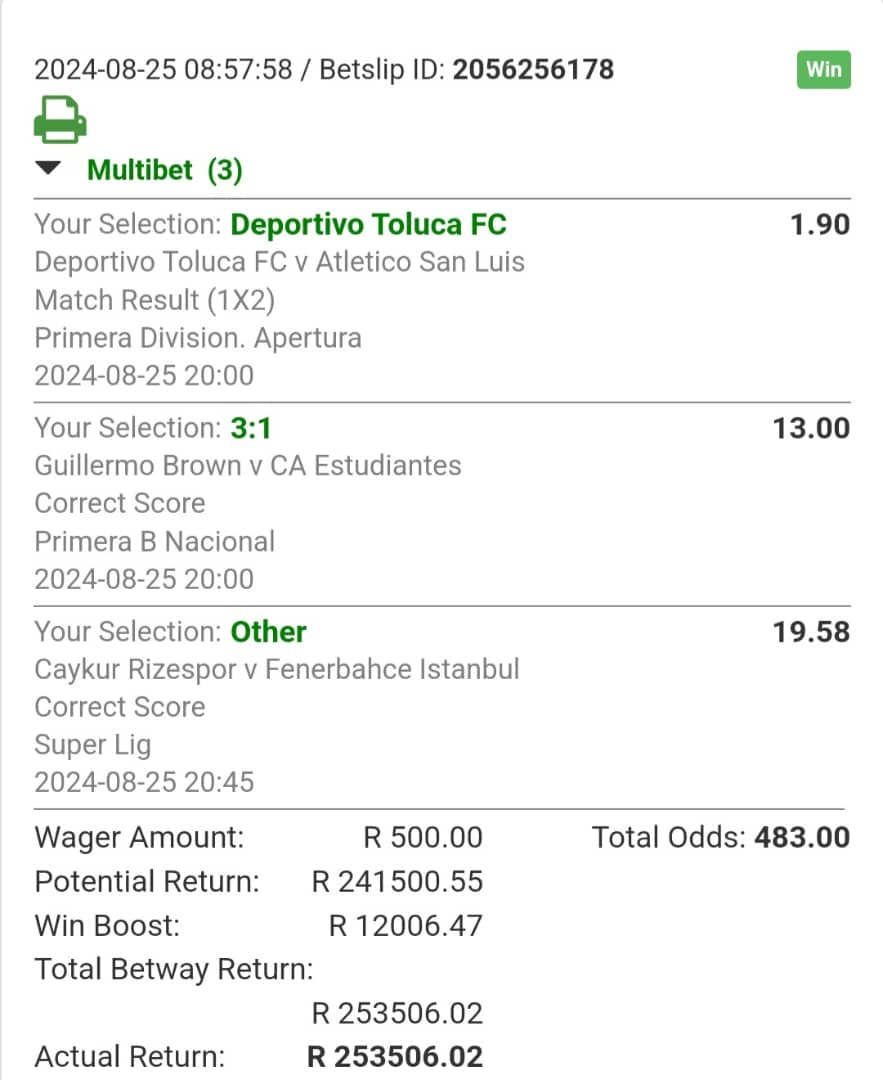 2024-08-25 08:57:58 / Betslip ID: 2056256178 Win
Multibet (3)
Your Selection: Deportivo Toluca FC 1.90
Deportivo Toluca FC v Atletico San Luis
Match Result (1X2)
Primera Division. Apertura
2024-08-25 20:00
Your Selection: 3:1 13.00
Guillermo Brown v CA Estudiantes
Correct Score
Primera B Nacional
2024-08-25 20:00
Your Selection: Other 19.58
Caykur Rizespor v Fenerbahce Istanbul
Correct Score
Super Lig
2024-08-25 20:45
Wager Amount: R 500.00 Total Odds: 483.00
Potential Return: R 241500.55
Win Boost: R 12006.47
Total Betway Return:
R 253506.02
Actual Return: R 253506.02